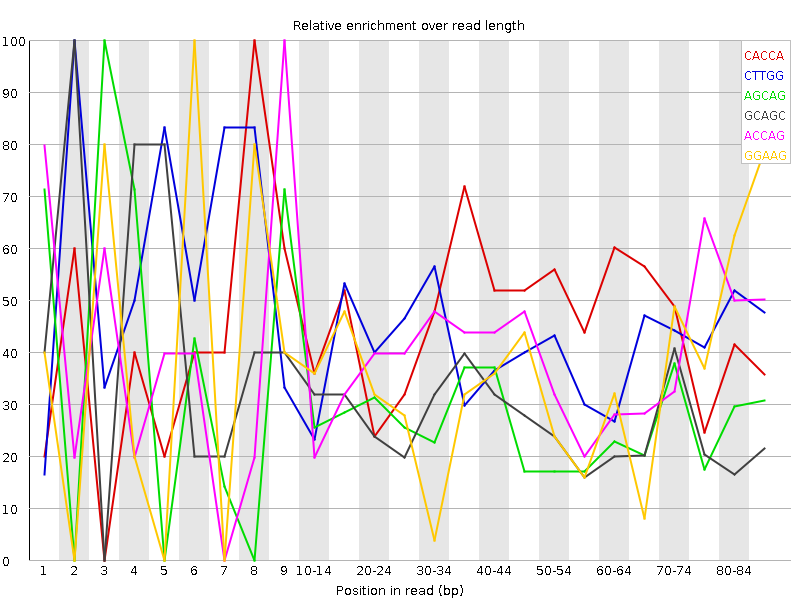 Relative enrichment over read length
100
90
80
70
60
50
40
30
20
10
0
CACCA
CTTGG
AGCAG
GCAGC
ACCAG
GGAAG
1 2 3 4 5 6 7 8 9 10-14 20-24 30-34 40-44 50-54 60-64 70-74 80-84
Position in read (bp)